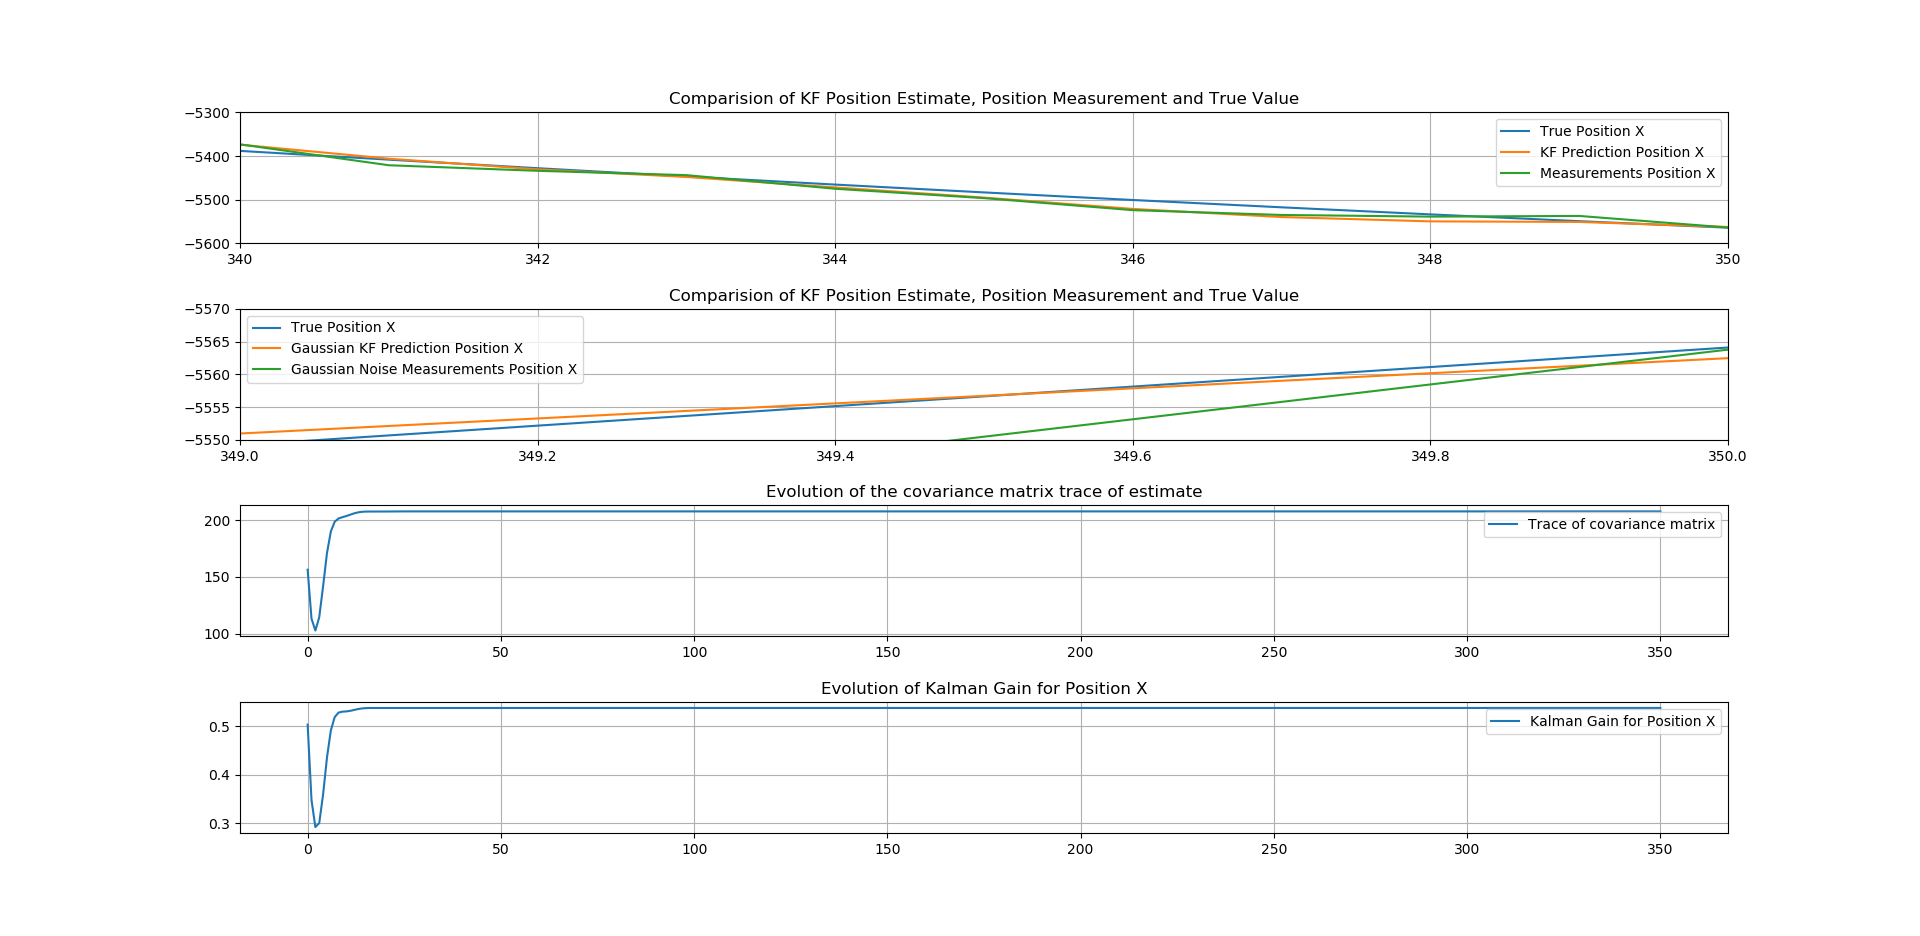 Comparision of KF Position Estimate, Position Measurement and True Value
−5300
−5400
−5500
−5600
True Position X
KF Prediction Position X
Measurements Position X
340 342 344 346 348 350
Comparision of KF Position Estimate, Position Measurement and True Value
−5570
−5565
−5560
−5555
−5550
True Position X
Gaussian KF Prediction Position X
Gaussian Noise Measurements Position X
349.0 349.2 349.4 349.6 349.8 350.0
Evolution of the covariance matrix trace of estimate
200
150
100
Trace of covariance matrix
0 50 100 150 200 250 300 350
Evolution of Kalman Gain for Position X
0.5
0.4
0.3
Kalman Gain for Position X
0 50 100 150 200 250 300 350